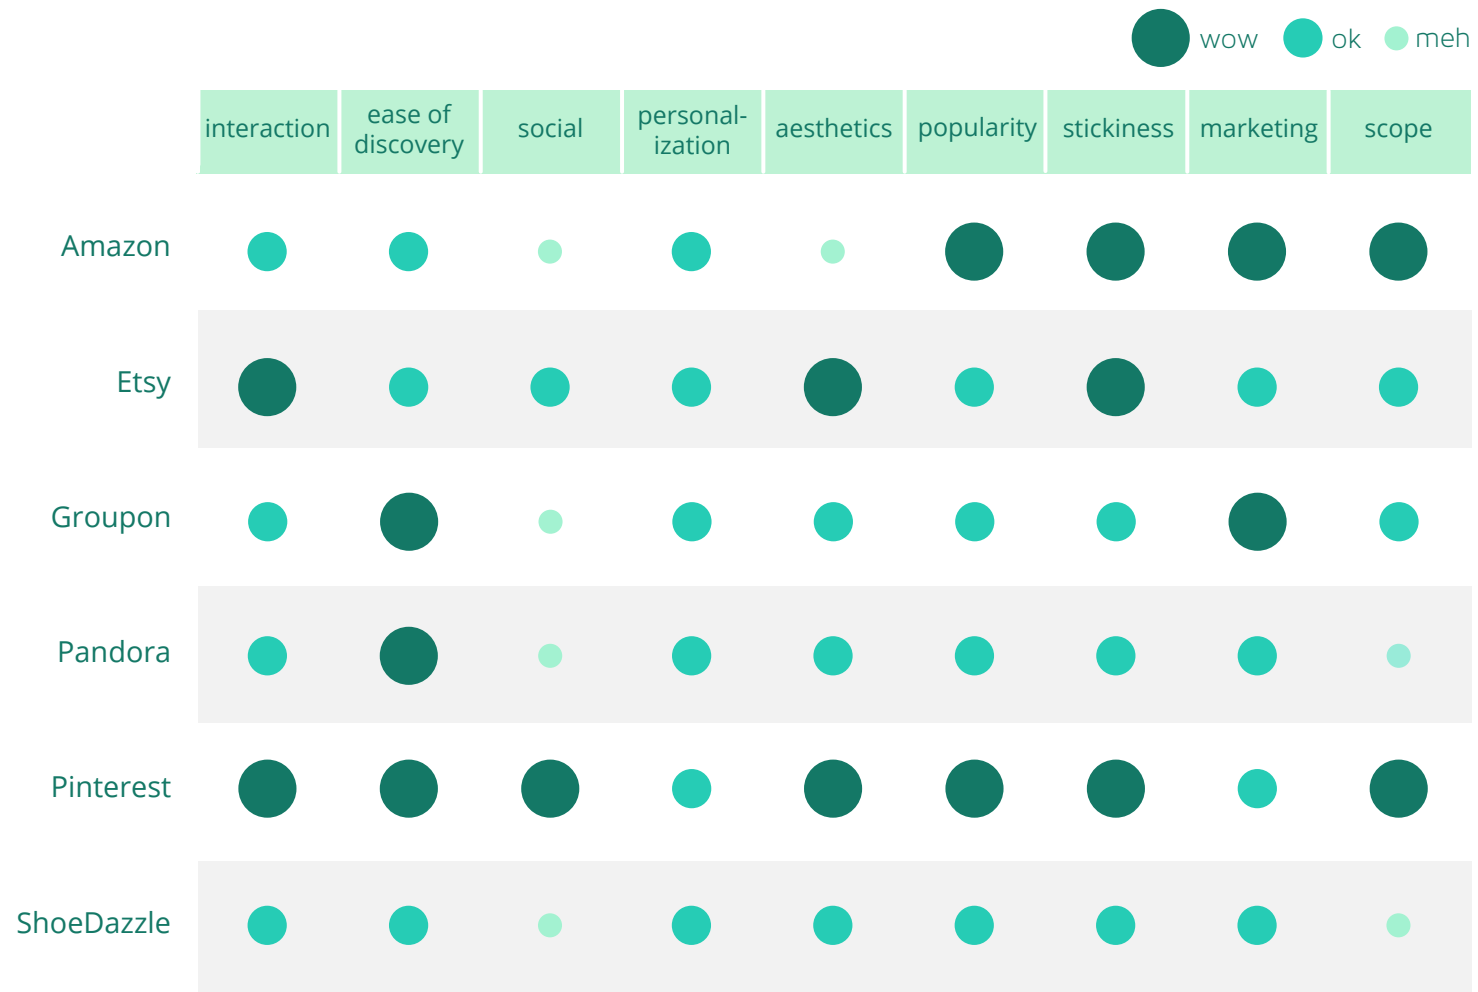 wow ok meh
interaction
ease of
discovery
social
personal-
ization
aesthetics
popularity
stickiness
marketing
scope
Amazon
Etsy
Groupon
Pandora
Pinterest
ShoeDazzle